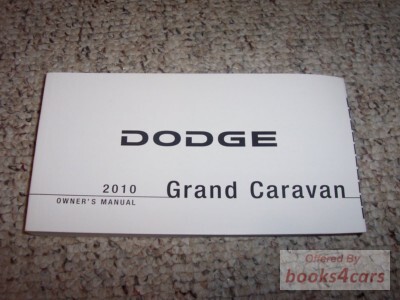 DODGE
2010 Grand Caravan
OWNER'S MANUAL
Offered By
books4cars